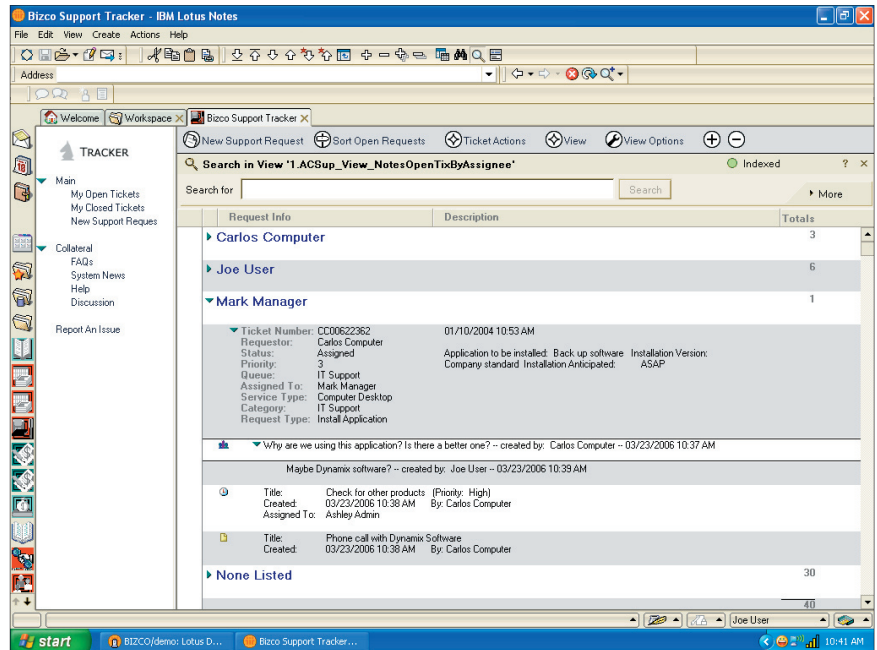 Bizco Support Tracker - IBM Lotus Notes
File Edit View Create Actions Help
Address
Welcome Workspace Bizco Support Tracker
TRACKER
Main
My Open Tickets
My Closed Tickets
New Support Reques
Collateral
FAQs
System News
Help
Discussion
Report An Issue
New Support Request Sort Open Requests Ticket Actions View View Options
Search in View '1.ACSup_View_NotesOpenTixByAssignee' Indexed ? ×
Search for Search More
Request Info Description Totals
Carlos Computer 3
Joe User 6
Mark Manager 1
Ticket Number: CC00622362 01/10/2004 10:53 AM
Requestor: Carlos Computer
Status: Assigned Application to be installed: Back up software Installation Version:
Priority: 3 Company standard Installation Anticipated: ASAP
Queue: IT Support
Assigned To: Mark Manager
Service Type: Computer Desktop
Category: IT Support
Request Type: Install Application
Why are we using this application? Is there a better one? -- created by: Carlos Computer -- 03/23/2006 10:37 AM
Maybe Dynamix software? -- created by: Joe User -- 03/23/2006 10:39 AM
Title: Check for other products (Priority: High)
Created: 03/23/2006 10:38 AM By: Carlos Computer
Assigned To: Ashley Admin
Title: Phone call with Dynamix Software
Created: 03/23/2006 10:38 AM By: Carlos Computer
None Listed 30
40
Joe User
start BIZCO/demo: Lotus D... Bizco Support Tracker... 10:41 AM